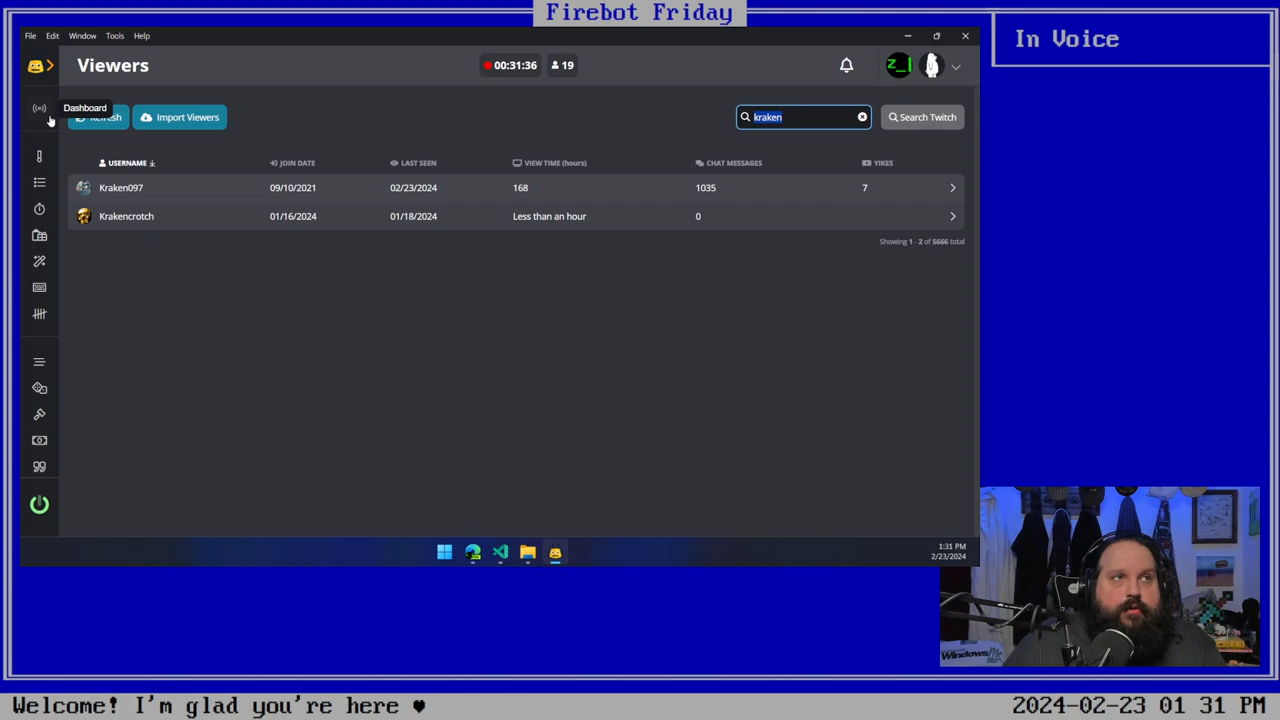 Firebot Friday
In Voice
File Edit Window Tools Help
Viewers
00:31:36
19
z_l
Dashboard
Refresh
Import Viewers
kraken
Search Twitch
USERNAME JOIN DATE LAST SEEN VIEW TIME (hours) CHAT MESSAGES YIKES
Kraken097 09/10/2021 02/23/2024 168 1035 7
Krakencrotch 01/16/2024 01/18/2024 Less than an hour 0
Showing 1 - 2 of 5666 total
1:31 PM
2/23/2024
Windows Me
Welcome! I'm glad you're here ♥
2024-02-23 01 31 PM